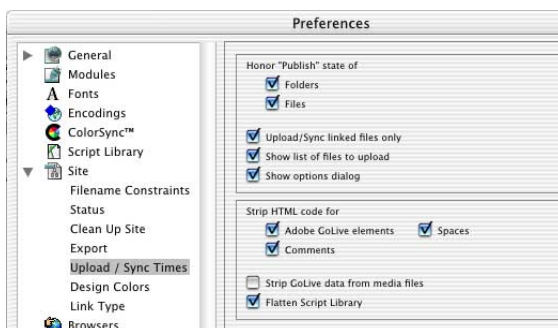 Preferences
General
Modules
Fonts
Encodings
ColorSync™
Script Library
Site
Filename Constraints
Status
Clean Up Site
Export
Upload / Sync Times
Design Colors
Link Type
Browsers
Honor "Publish" state of
Folders
Files
Upload/Sync linked files only
Show list of files to upload
Show options dialog
Strip HTML code for
Adobe GoLive elements Spaces
Comments
Strip GoLive data from media files
Flatten Script Library